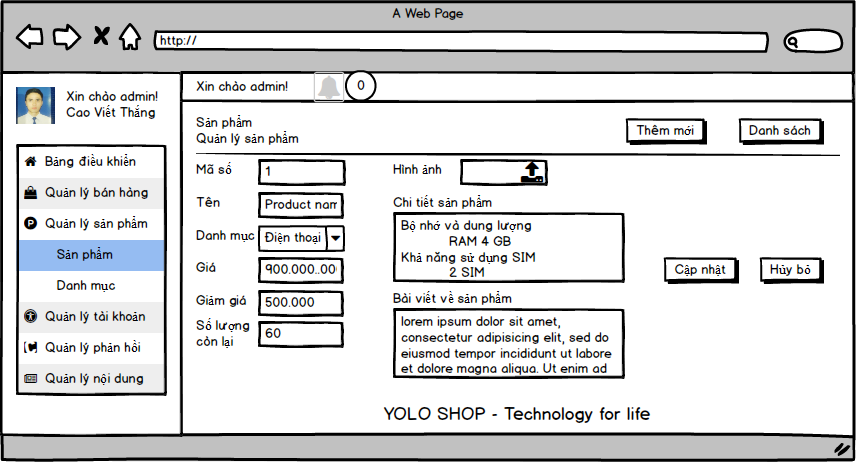 A Web Page
http://
Xin chào admin!
Cao Viết Thắng
Bảng điều khiển
Quản lý bán hàng
Quản lý sản phẩm
Sản phẩm
Danh mục
Quản lý tài khoản
Quản lý phản hồi
Quản lý nội dung
Xin chào admin!
0
Sản phẩm
Quản lý sản phẩm
Thêm mới
Danh sách
Mã số
1
Tên
Product nam
Danh mục
Điện thoại
Giá
900.000..00
Giảm giá
500.000
Số lượng
còn lại
60
Hình ảnh
Chi tiết sản phẩm
Bộ nhớ và dung lượng
RAM 4 GB
Khả năng sử dụng SIM
2 SIM
Bài viết về sản phẩm
lorem ipsum dolor sit amet,
consectetur adipisicing elit, sed do
eiusmod tempor incididunt ut labore
et dolore magna aliqua. Ut enim ad
Cập nhật
Hủy bỏ
YOLO SHOP - Technology for life